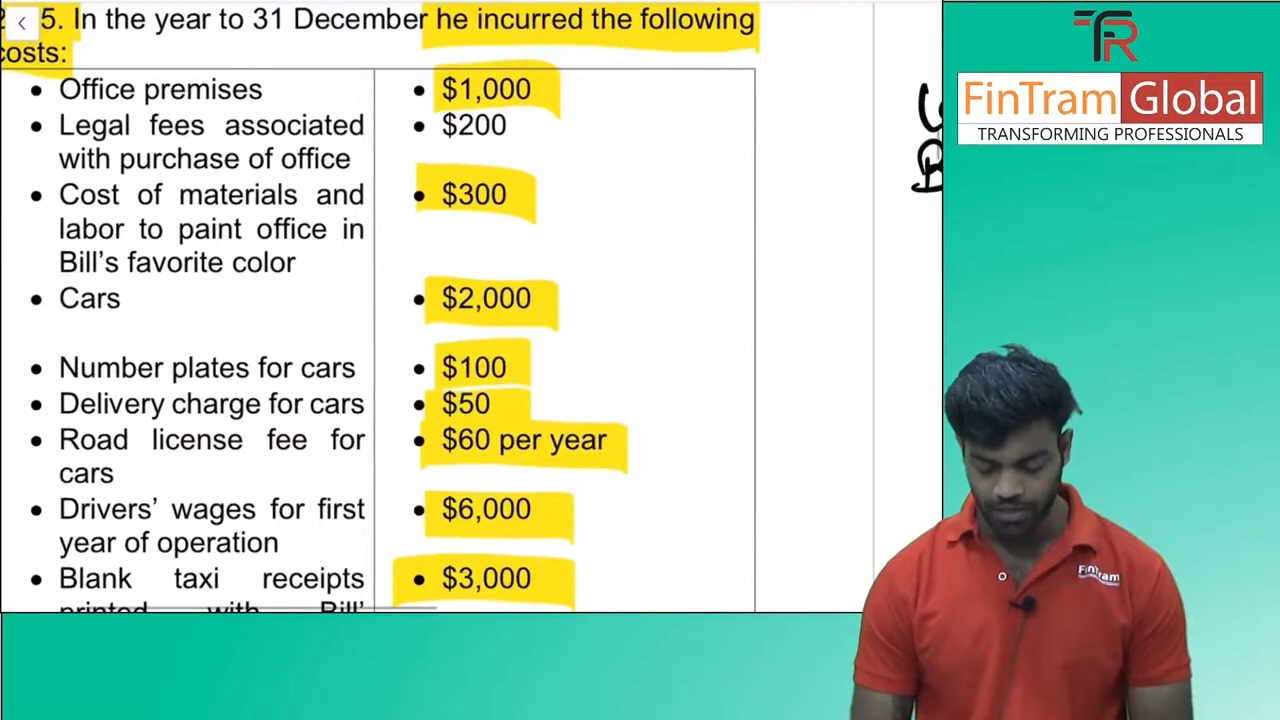 5. In the year to 31 December he incurred the following
costs:
• Office premises • $1,000
• Legal fees associated • $200
with purchase of office
• Cost of materials and • $300
labor to paint office in
Bill's favorite color
• Cars • $2,000
• Number plates for cars • $100
• Delivery charge for cars • $50
• Road license fee for • $60 per year
cars
• Drivers' wages for first • $6,000
year of operation
• Blank taxi receipts • $3,000
printed with Bill'
FinTram Global
TRANSFORMING PROFESSIONALS
FinTram